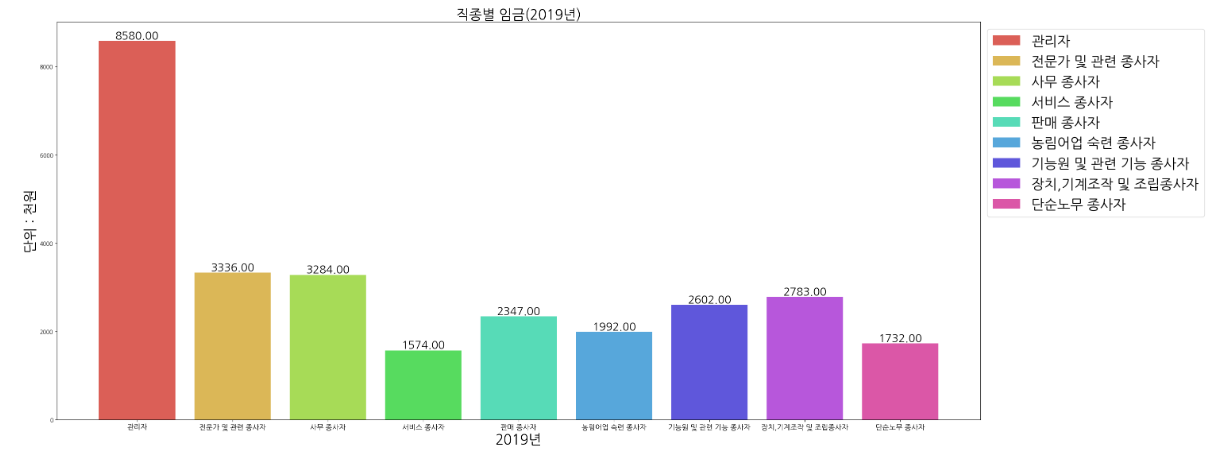 직종별 임금(2019년)
단위 : 천원
8000
6000
4000
2000
0
8580.00
3336.00
3284.00
1574.00
2347.00
1992.00
2602.00
2783.00
1732.00
관리자
전문가 및 관련 종사자
사무 종사자
서비스 종사자
판매 종사자
농림어업 숙련 종사자
기능원 및 관련 기능 종사자
장치,기계조작 및 조립종사자
단순노무 종사자
2019년
관리자
전문가 및 관련 종사자
사무 종사자
서비스 종사자
판매 종사자
농림어업 숙련 종사자
기능원 및 관련 기능 종사자
장치,기계조작 및 조립종사자
단순노무 종사자